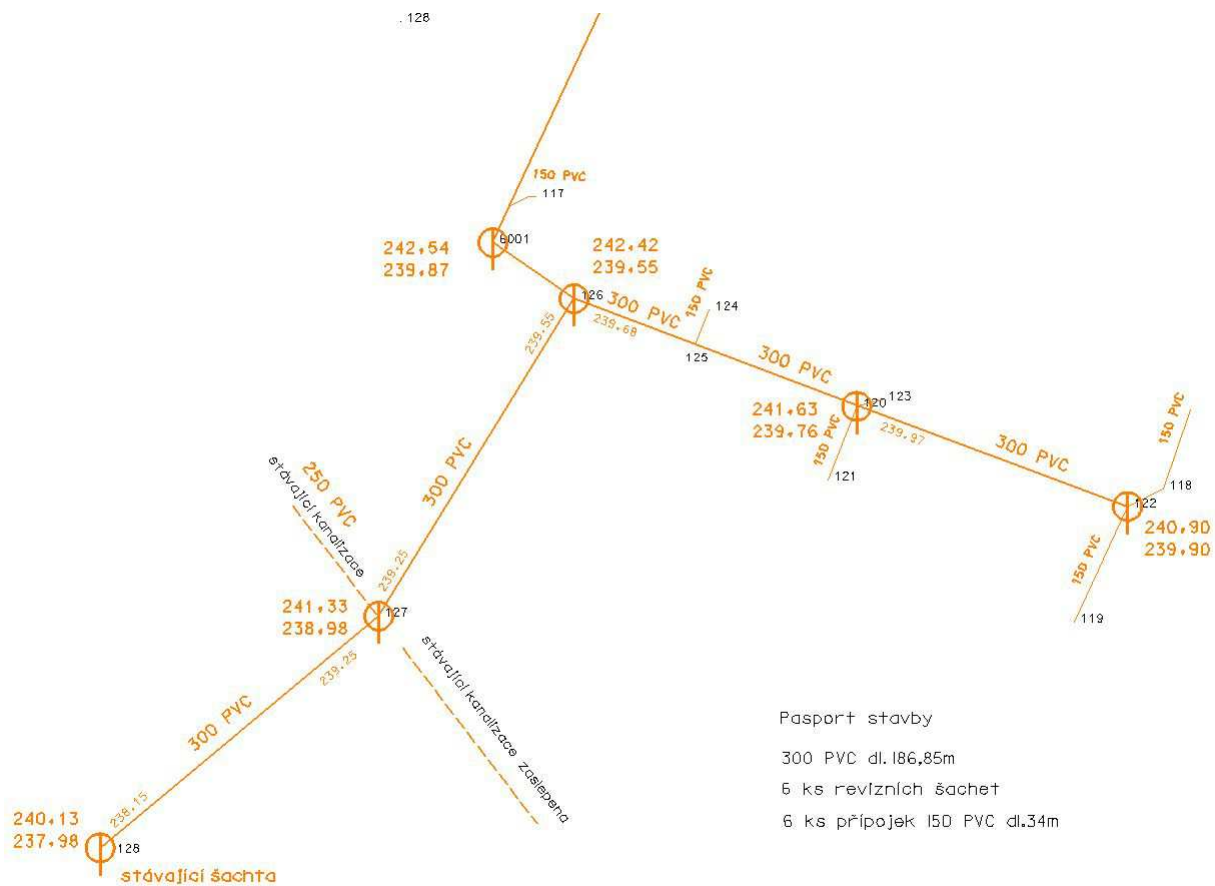 . 128
150 PVC
117
6001
242.54
239.87
242.42
239.55
126
300 PVC
239.68
150 PVC
124
125
239.55
300 PVC
123
120
241.63
239.76
239.97
150 PVC
121
300 PVC
150 PVC
118
122
240.90
239.90
150 PVC
119
300 PVC
250 PVC
stávající kanalizace
239.25
241.33
238.98
127
239.25
stávající kanalizace zaslepena
300 PVC
238.15
240.13
237.98
128
stávající šachta
Pasport stavby
300 PVC dl.186,85m
6 ks revizních šachet
6 ks přípojek 150 PVC dl.34m